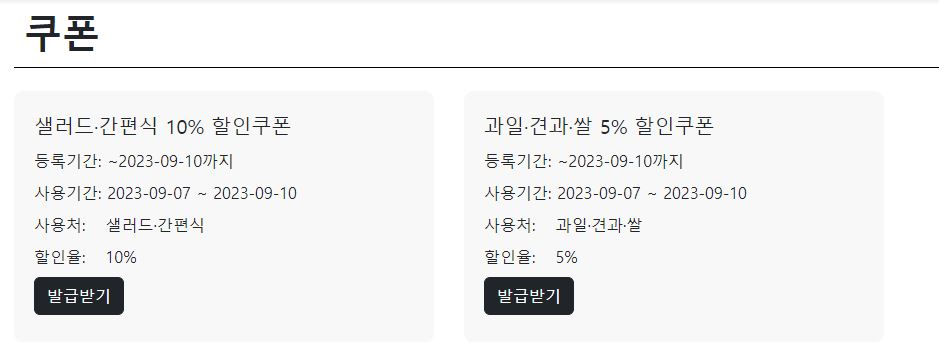 쿠폰
샐러드·간편식 10% 할인쿠폰
등록기간: ~2023-09-10까지
사용기간: 2023-09-07 ~ 2023-09-10
사용처: 샐러드·간편식
할인율: 10%
발급받기
과일·견과·쌀 5% 할인쿠폰
등록기간: ~2023-09-10까지
사용기간: 2023-09-07 ~ 2023-09-10
사용처: 과일·견과·쌀
할인율: 5%
발급받기